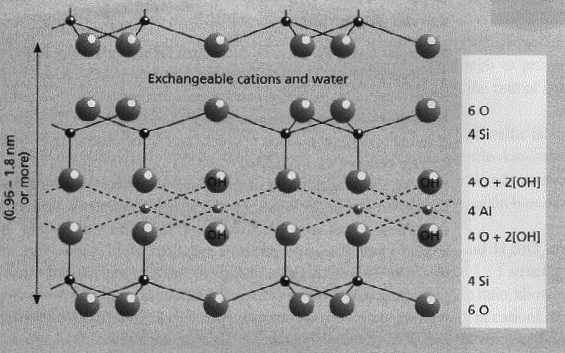 Exchangeable cations and water
(0.96 – 1.8 nm
or more)
6 O
4 Si
OH
OH
4 O + 2[OH]
4 Al
OH
OH
4 O + 2[OH]
4 Si
6 O